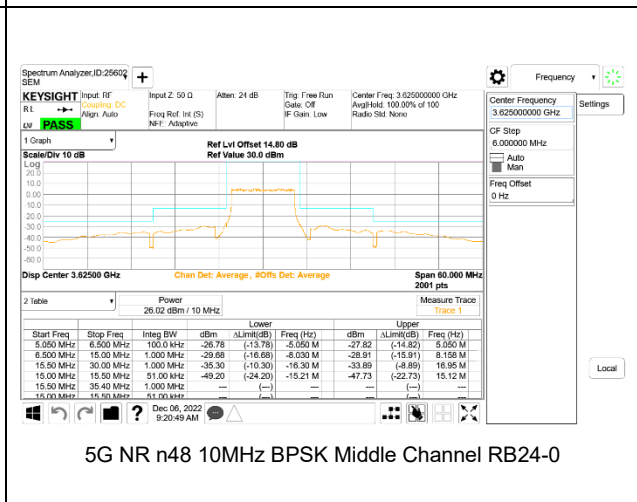 Spectrum Analyzer,ID:25602
SEM
+
Frequency
Settings
KEYSIGHT
RL
PASS
Input: RF
Coupling: DC
Align: Auto
Input Z: 50 Ω
Freq Ref: Int (S)
NFE: Adaptive
Atten: 24 dB
Trig: Free Run
Gate: Off
IF Gain: Low
Center Freq: 3.625000000 GHz
Avg|Hold: 100.00% of 100
Radio Std: None
Center Frequency
3.625000000 GHz
CF Step
6.000000 MHz
Auto
Man
Freq Offset
0 Hz
Local
1 Graph
Scale/Div 10 dB
Ref Lvl Offset 14.80 dB
Ref Value 30.0 dBm
Log
20.0
10.0
0.00
-10.0
-20.0
-30.0
-40.0
-50.0
-60.0
Disp Center 3.62500 GHz
Chan Det: Average, #Offs Det: Average
Span 60.000 MHz
2001 pts
2 Table
Power
26.02 dBm / 10 MHz
Measure Trace
Trace 1
Lower Upper
Start Freq Stop Freq Integ BW dBm ΔLimit(dB) Freq (Hz) dBm ΔLimit(dB) Freq (Hz)
5.050 MHz 6.500 MHz 100.0 kHz -26.78 (-13.78) -5.050 M -27.82 (-14.82) 5.050 M
6.500 MHz 15.00 MHz 1.000 MHz -29.68 (-16.68) -8.030 M -28.91 (-15.91) 8.158 M
15.50 MHz 30.00 MHz 1.000 MHz -35.30 (-10.30) -16.30 M -33.89 (-8.89) 16.95 M
15.00 MHz 15.50 MHz 51.00 kHz -49.20 (-24.20) -15.21 M -47.73 (-22.73) 15.12 M
15.50 MHz 35.40 MHz 1.000 MHz --- (---) --- --- (---) ---
15.00 MHz 15.50 MHz 51.00 kHz --- (---) --- --- (---) ---
?
Dec 06, 2022
9:20:49 AM
5G NR n48 10MHz BPSK Middle Channel RB24-0